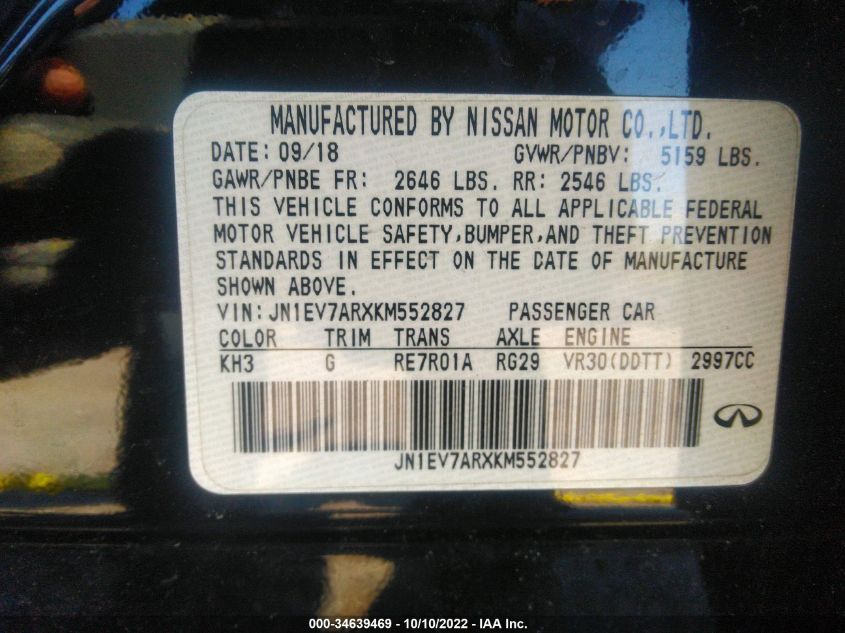 MANUFACTURED BY NISSAN MOTOR CO.,LTD.
DATE: 09/18 GVWR/PNBV: 5159 LBS.
GAWR/PNBE FR: 2646 LBS. RR: 2546 LBS.
THIS VEHICLE CONFORMS TO ALL APPLICABLE FEDERAL
MOTOR VEHICLE SAFETY,BUMPER,AND THEFT PREVENTION
STANDARDS IN EFFECT ON THE DATE OF MANUFACTURE
SHOWN ABOVE.
VIN:JN1EV7ARXKM552827 PASSENGER CAR
COLOR TRIM TRANS AXLE ENGINE
KH3 G RE7R01A RG29 VR30(DDTT) 2997CC
JN1EV7ARXKM552827
000-34639469 - 10/10/2022 - IAA Inc.